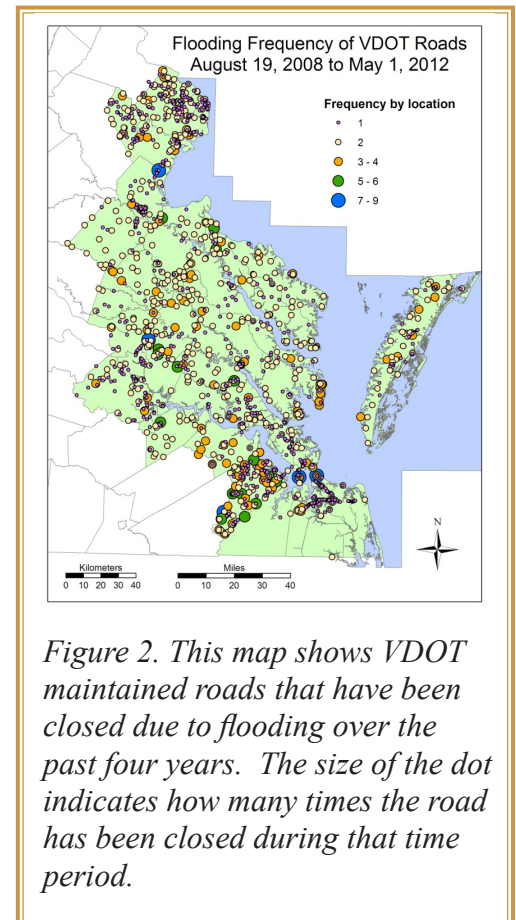 Flooding Frequency of VDOT Roads
August 19, 2008 to May 1, 2012
Frequency by location
1
2
3 - 4
5 - 6
7 - 9
N
Kilometers
0 10 20 30 40
Miles
0 10 20 30 40
Figure 2. This map shows VDOT
maintained roads that have been
closed due to flooding over the
past four years.  The size of the dot
indicates how many times the road
has been closed during that time
period.